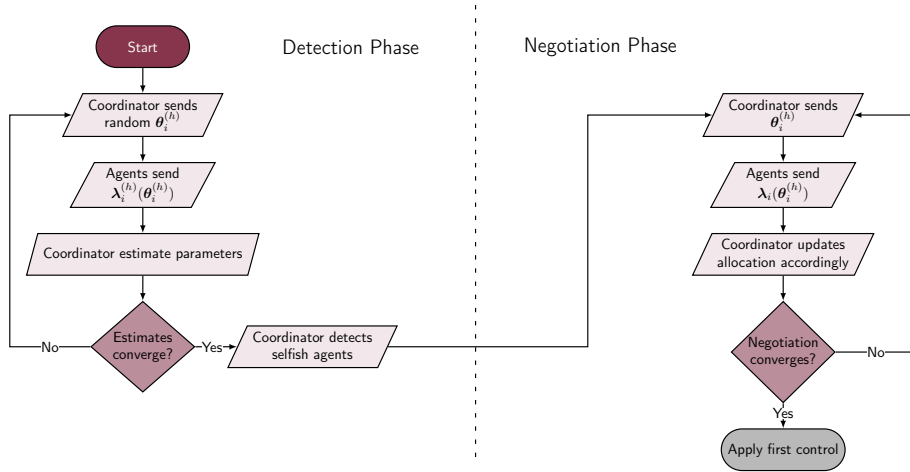 Detection Phase
Negotiation Phase
Start
Coordinator sends
random θ_i^(h)
Agents send
λ_i^(h)(θ_i^(h))
Coordinator estimate parameters
Estimates
converge?
No
Yes
Coordinator detects
selfish agents
Coordinator sends
θ_i^(h)
Agents send
λ_i(θ_i^(h))
Coordinator updates
allocation accordingly
Negotiation
converges?
No
Yes
Apply first control